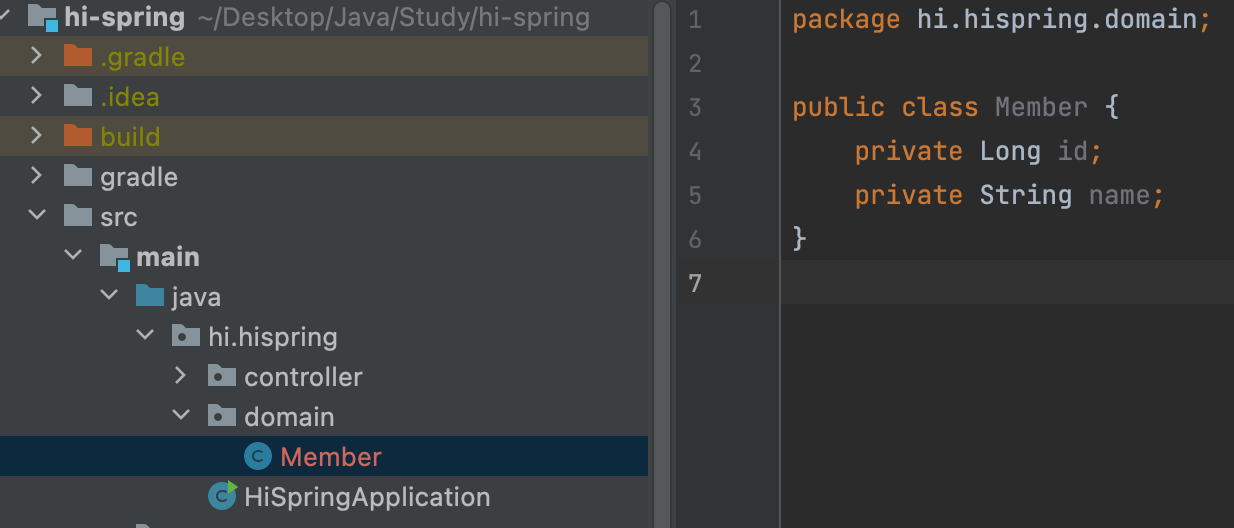 hi-spring ~/Desktop/Java/Study/hi-spring
.gradle
.idea
build
gradle
src
main
java
hi.hispring
controller
domain
C Member
C HiSpringApplication
1 package hi.hispring.domain;
2
3 public class Member {
4 private Long id;
5 private String name;
6 }
7